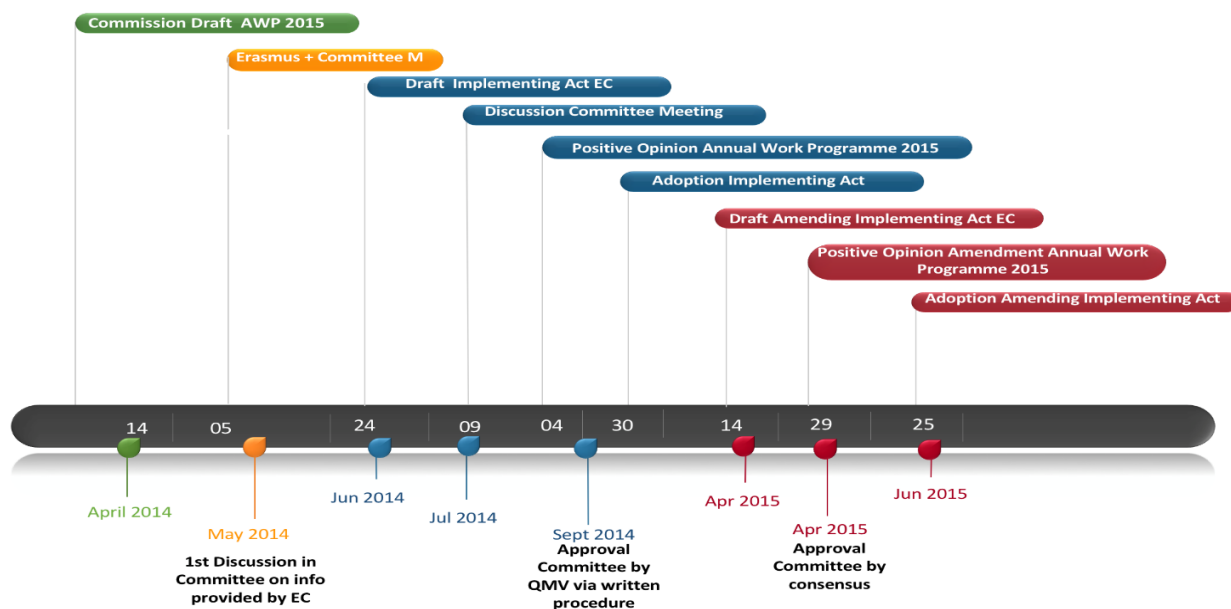 Commission Draft AWP 2015
Erasmus + Committee M
Draft Implementing Act EC
Discussion Committee Meeting
Positive Opinion Annual Work Programme 2015
Adoption Implementing Act
Draft Amending Implementing Act EC
Positive Opinion Amendment Annual Work
Programme 2015
Adoption Amending Implementing Act
14 05 24 09 04 30 14 29 25
April 2014
May 2014
Jun 2014
Jul 2014
Sept 2014
Apr 2015
Apr 2015
Jun 2015
1st Discussion in
Committee on info
provided by EC
Approval
Committee by
QMV via written
procedure
Approval
Committee by
consensus